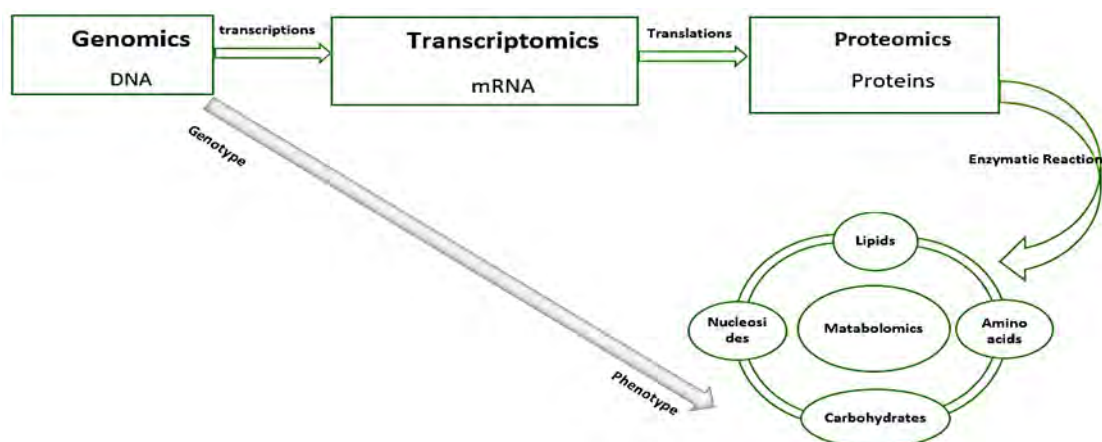 Genomics
DNA
transcriptions
Transcriptomics
mRNA
Translations
Proteomics
Proteins
Enzymatic Reaction
Genotype
Phenotype
Lipids
Nucleosi
des
Matabolomics
Amino
acids
Carbohydrates